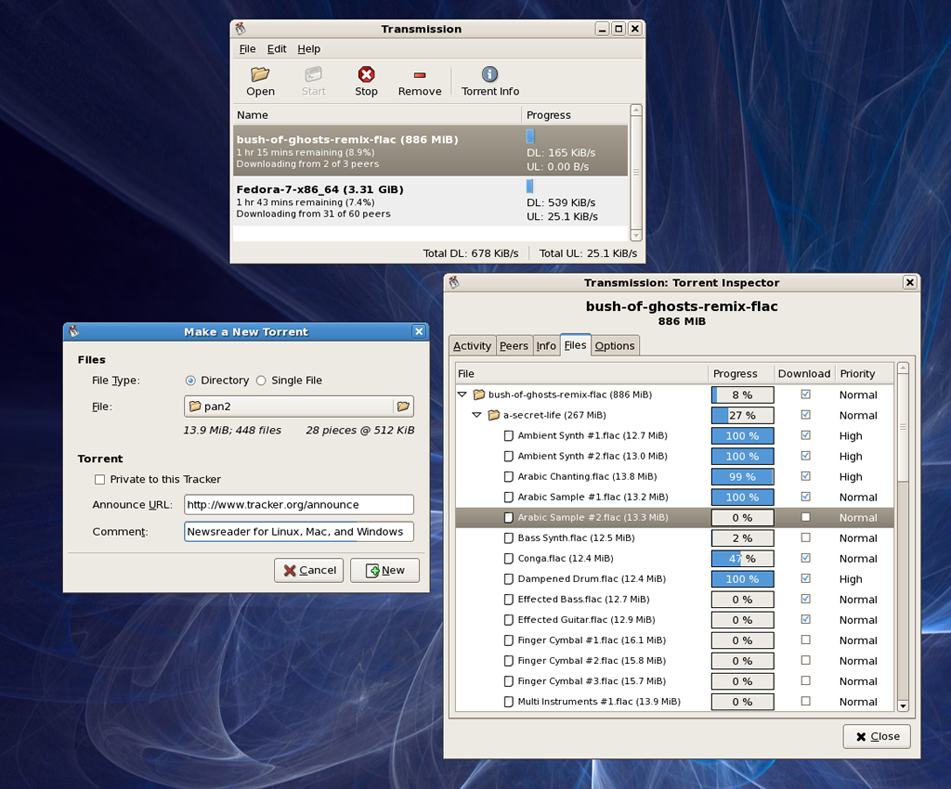 Transmission
File Edit Help
Open Start Stop Remove Torrent Info
Name Progress
bush-of-ghosts-remix-flac (886 MiB)
1 hr 15 mins remaining (8.9%)
Downloading from 2 of 3 peers
DL: 165 KiB/s
UL: 0.00 B/s
Fedora-7-x86_64 (3.31 GiB)
1 hr 43 mins remaining (7.4%)
Downloading from 31 of 60 peers
DL: 539 KiB/s
UL: 25.1 KiB/s
Total DL: 678 KiB/s Total UL: 25.1 KiB/s
Make a New Torrent
Files
File Type: Directory Single File
File: pan2
13.9 MiB; 448 files 28 pieces @ 512 KiB
Torrent
Private to this Tracker
Announce URL: http://www.tracker.org/announce
Comment: Newsreader for Linux, Mac, and Windows
Cancel New
Transmission: Torrent Inspector
bush-of-ghosts-remix-flac
886 MiB
Activity Peers Info Files Options
File Progress Download Priority
bush-of-ghosts-remix-flac (886 MiB) 8 % Normal
a-secret-life (267 MiB) 27 % Normal
Ambient Synth #1.flac (12.7 MiB) 100 % High
Ambient Synth #2.flac (13.0 MiB) 100 % High
Arabic Chanting.flac (13.8 MiB) 99 % High
Arabic Sample #1.flac (13.2 MiB) 100 % Normal
Arabic Sample #2.flac (13.3 MiB) 0 % Normal
Bass Synth.flac (12.5 MiB) 2 % Normal
Conga.flac (12.4 MiB) 47 % Normal
Dampened Drum.flac (12.4 MiB) 100 % High
Effected Bass.flac (12.7 MiB) 0 % Normal
Effected Guitar.flac (12.9 MiB) 0 % Normal
Finger Cymbal #1.flac (16.1 MiB) 0 % Normal
Finger Cymbal #2.flac (15.8 MiB) 0 % Normal
Finger Cymbal #3.flac (15.7 MiB) 0 % Normal
Multi Instruments #1.flac (13.9 MiB) 0 % Normal
Close